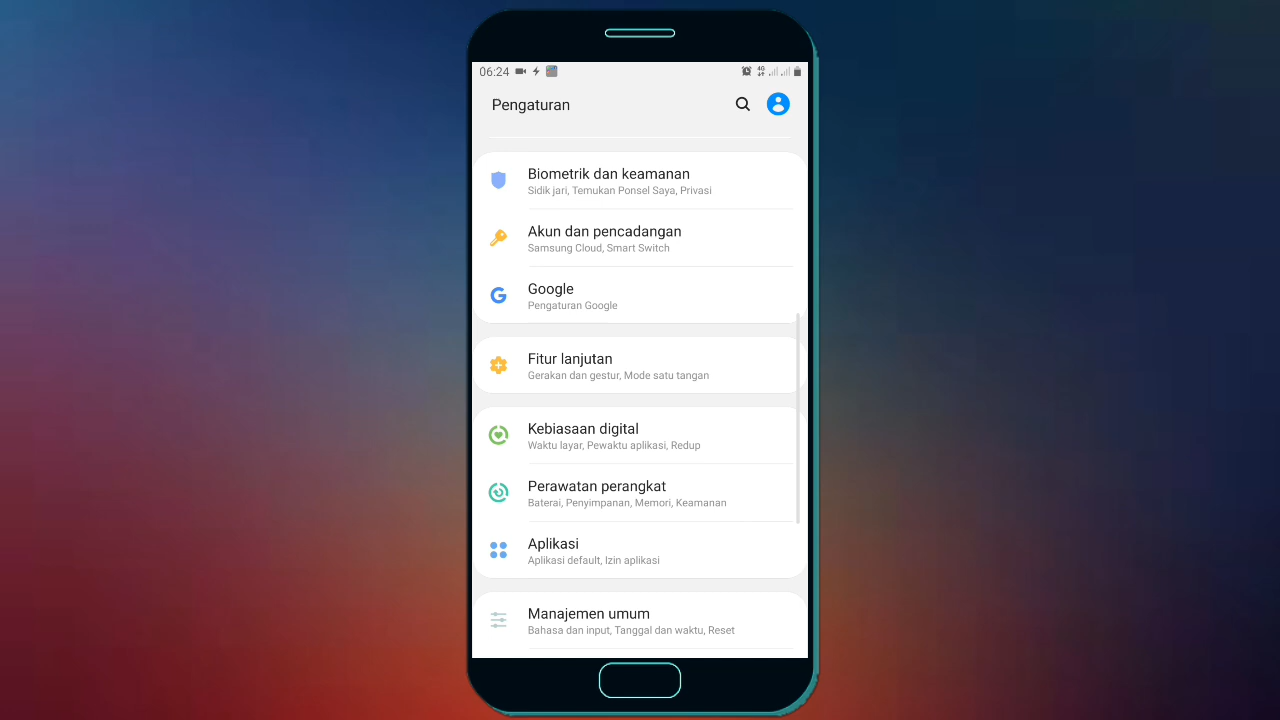 06:24
4G
Pengaturan
Biometrik dan keamanan
Sidik jari, Temukan Ponsel Saya, Privasi
Akun dan pencadangan
Samsung Cloud, Smart Switch
Google
Pengaturan Google
Fitur lanjutan
Gerakan dan gestur, Mode satu tangan
Kebiasaan digital
Waktu layar, Pewaktu aplikasi, Redup
Perawatan perangkat
Baterai, Penyimpanan, Memori, Keamanan
Aplikasi
Aplikasi default, Izin aplikasi
Manajemen umum
Bahasa dan input, Tanggal dan waktu, Reset